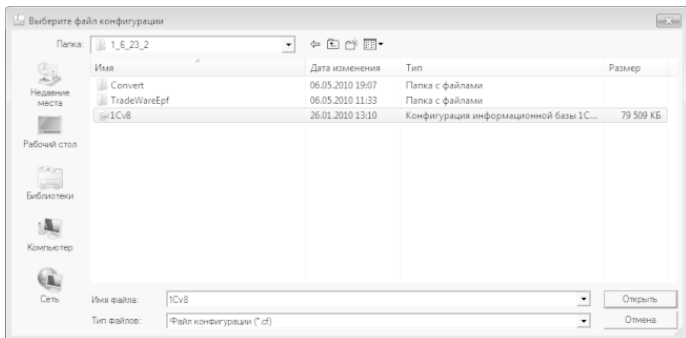 Выберите файл конфигурации
Папка: 1_6_23_2
Имя Дата изменения Тип Размер
Convert 06.05.2010 19:07 Папка с файлами
TradeWareEpf 06.05.2010 11:33 Папка с файлами
1Cv8 26.01.2010 13:10 Конфигурация информационной базы 1С... 79 509 КБ
Недавние
места
Рабочий стол
Библиотеки
Компьютер
Сеть
Имя файла: 1Cv8 Открыть
Тип файлов: Файл конфигурации (*.cf) Отмена